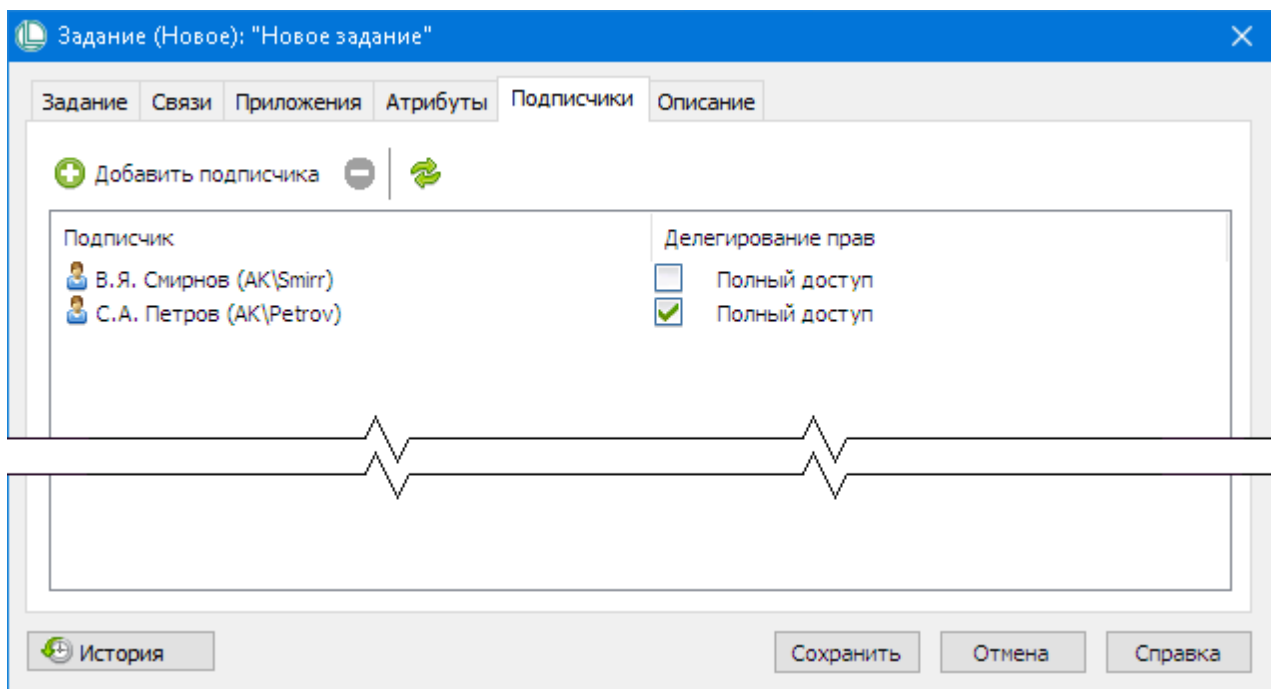 Задание (Новое): "Новое задание"
Задание Связи Приложения Атрибуты Подписчики Описание
Добавить подписчика
Подписчик Делегирование прав
В.Я. Смирнов (AK\Smirr) Полный доступ
С.А. Петров (AK\Petrov) Полный доступ
История Сохранить Отмена Справка